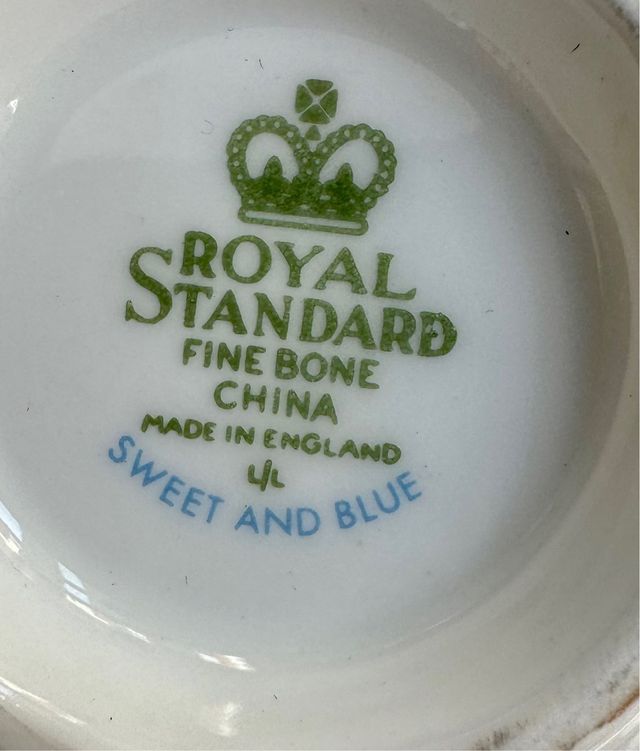 ROYAL
STANDARD
FINE BONE
CHINA
MADE IN ENGLAND
L/L
SWEET AND BLUE